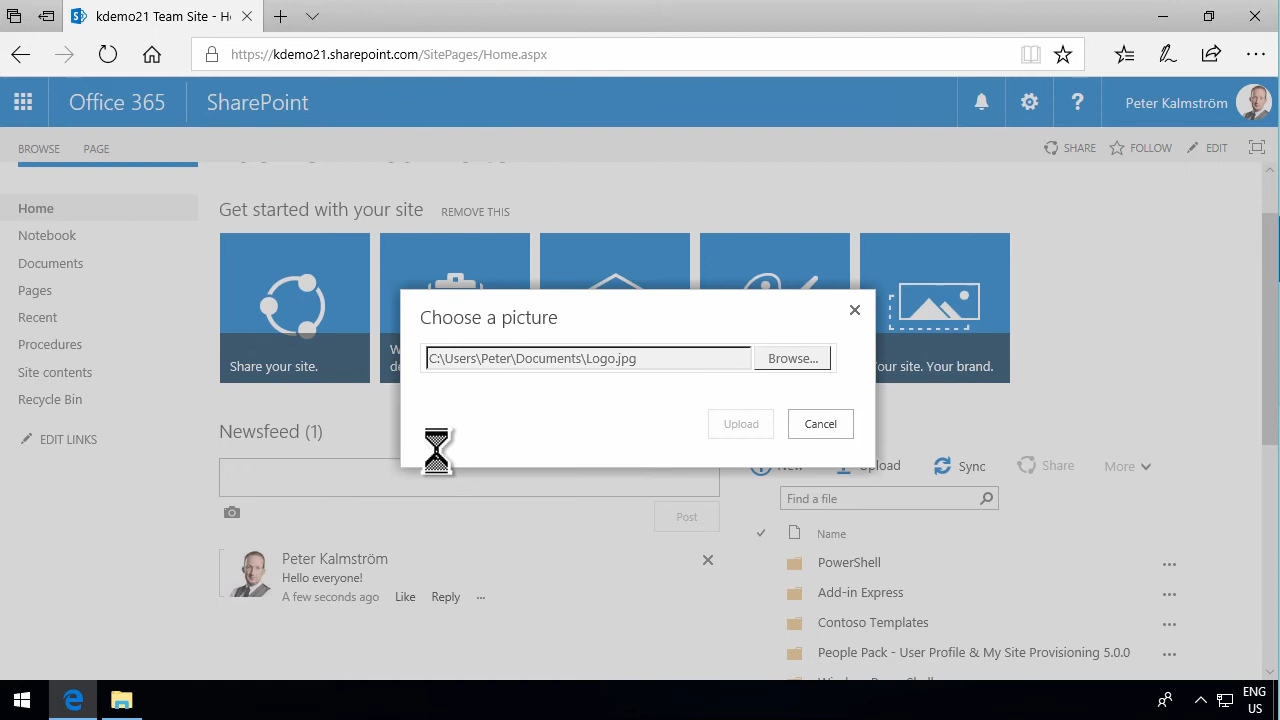 kdemo21 Team Site - Ho
https://kdemo21.sharepoint.com/SitePages/Home.aspx
Office 365
SharePoint
Peter Kalmström
BROWSE
PAGE
SHARE
FOLLOW
EDIT
Home
Notebook
Documents
Pages
Recent
Procedures
Site contents
Recycle Bin
EDIT LINKS
Get started with your site
REMOVE THIS
Share your site.
Your site. Your brand.
Choose a picture
C:\Users\Peter\Documents\Logo.jpg
Browse...
Upload
Cancel
Newsfeed (1)
Post
Peter Kalmström
Hello everyone!
A few seconds ago
Like
Reply
...
New
Upload
Sync
Share
More
Find a file
Name
PowerShell
Add-in Express
Contoso Templates
People Pack - User Profile & My Site Provisioning 5.0.0
ENG
US